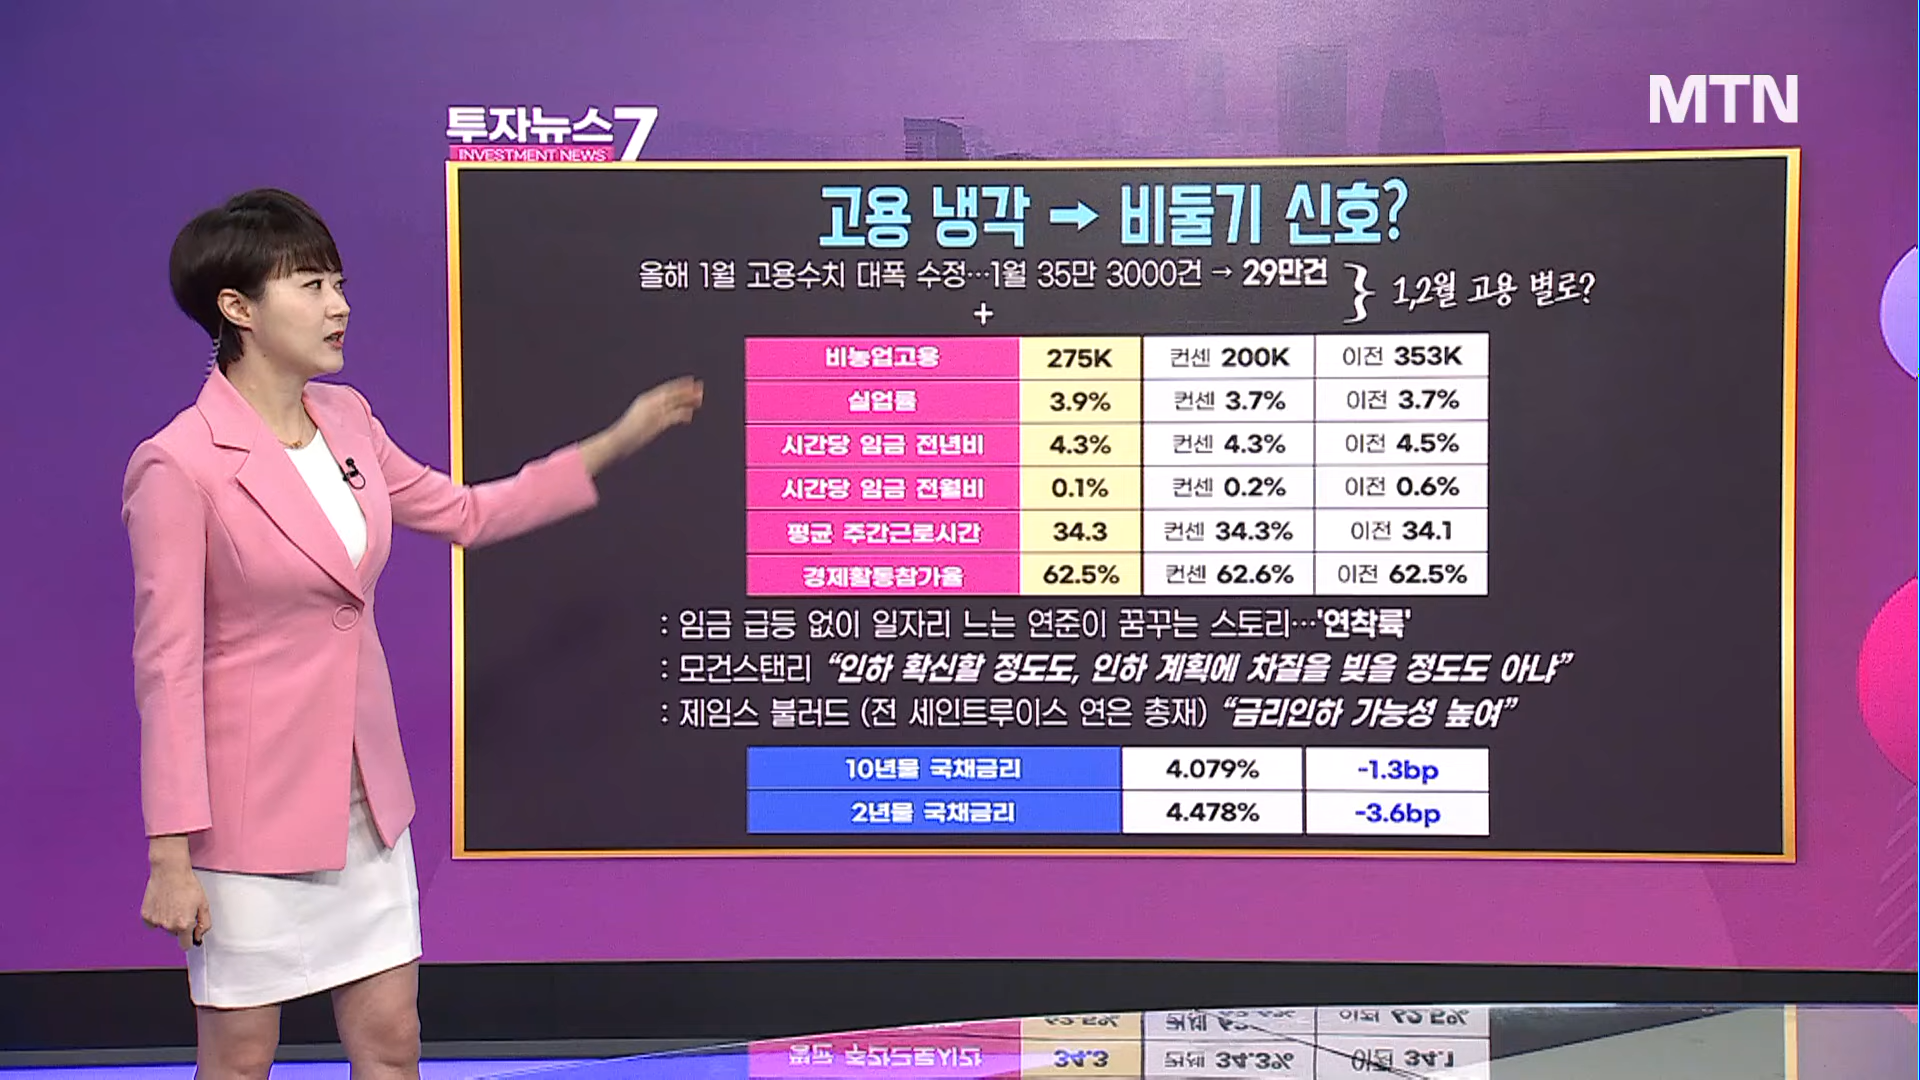 MTN
투자뉴스7
INVESTMENT NEWS
고용 냉각 → 비둘기 신호?
올해 1월 고용수치 대폭 수정…1월 35만 3000건 → 29만건 } 1,2월 고용 별로?
+
비농업고용 275K 컨센 200K 이전 353K
실업률 3.9% 컨센 3.7% 이전 3.7%
시간당 임금 전년비 4.3% 컨센 4.3% 이전 4.5%
시간당 임금 전월비 0.1% 컨센 0.2% 이전 0.6%
평균 주간근로시간 34.3 컨센 34.3% 이전 34.1
경제활동참가율 62.5% 컨센 62.6% 이전 62.5%
: 임금 급등 없이 일자리 느는 연준이 꿈꾸는 스토리…'연착륙'
: 모건스탠리 “인하 확신할 정도도, 인하 계획에 차질을 빚을 정도도 아냐”
: 제임스 불러드 (전 세인트루이스 연은 총재) “금리인하 가능성 높여”
10년물 국채금리 4.079% -1.3bp
2년물 국채금리 4.478% -3.6bp